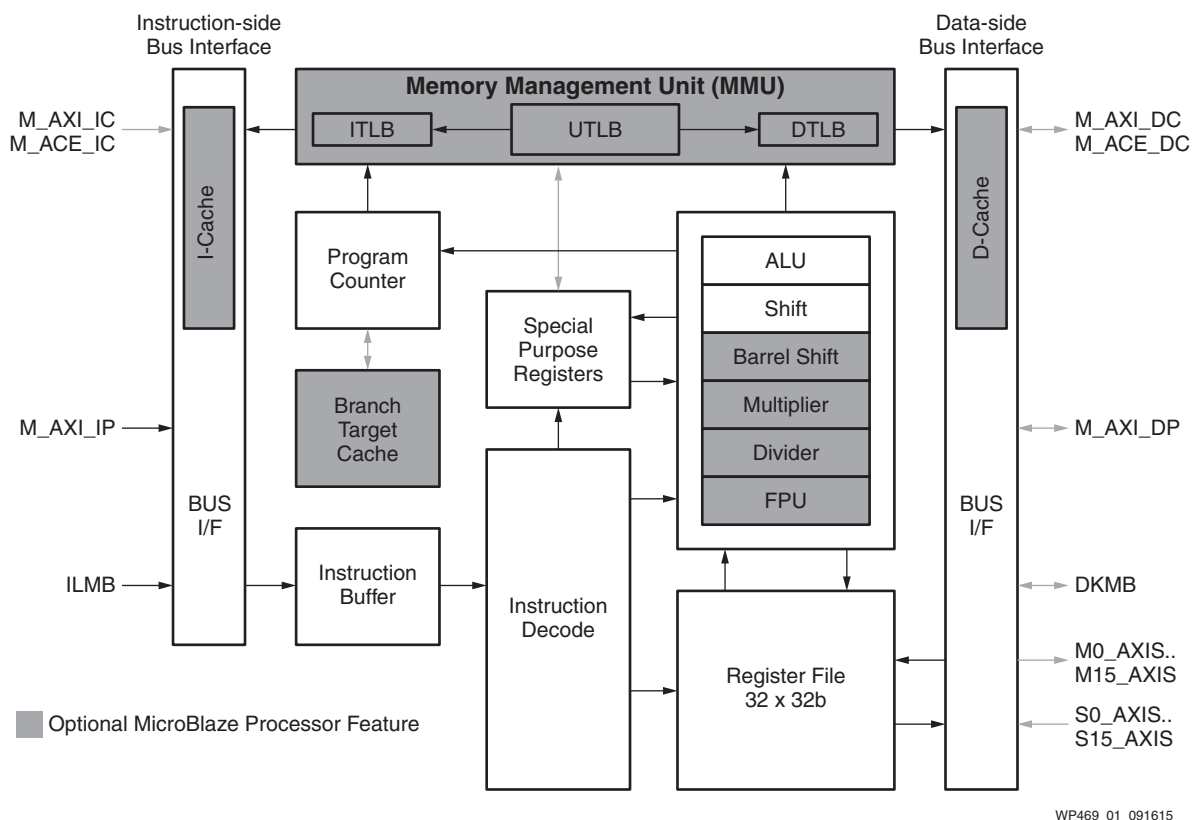 Instruction-side
Bus Interface
Data-side
Bus Interface
Memory Management Unit (MMU)
ITLB
UTLB
DTLB
M_AXI_IC
M_ACE_IC
M_AXI_DC
M_ACE_DC
I-Cache
D-Cache
Program
Counter
ALU
Shift
Barrel Shift
Multiplier
Divider
FPU
Special
Purpose
Registers
Branch
Target
Cache
M_AXI_IP
M_AXI_DP
BUS
I/F
BUS
I/F
ILMB
Instruction
Buffer
Instruction
Decode
DKMB
Register File
32 x 32b
M0_AXIS..
M15_AXIS
S0_AXIS..
S15_AXIS
Optional MicroBlaze Processor Feature
WP469_01_091615